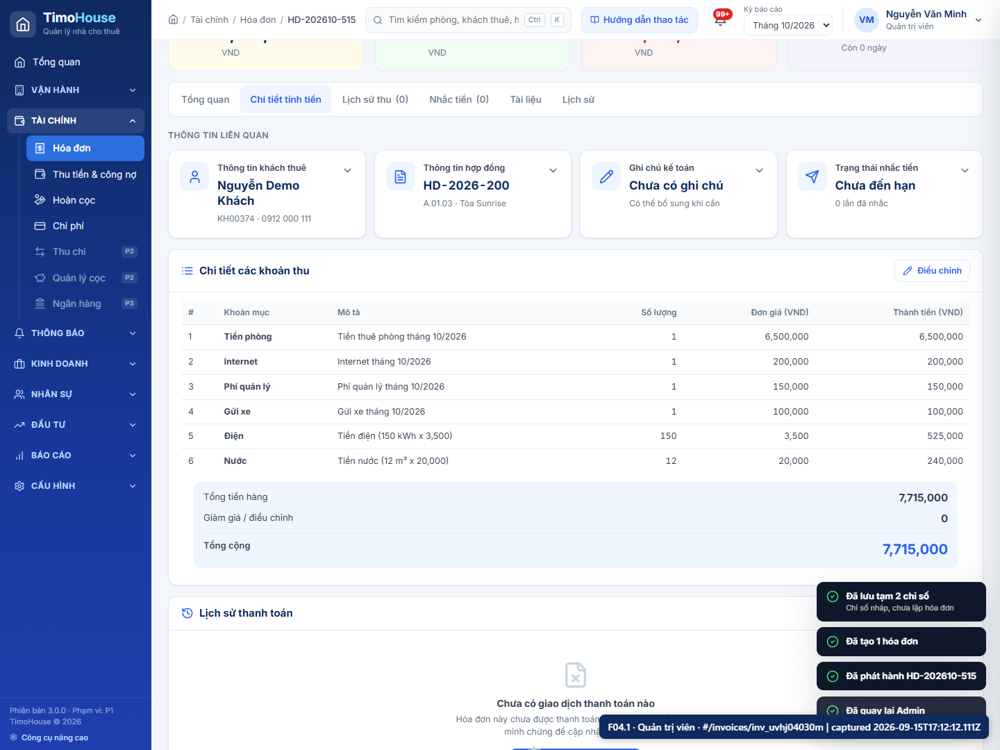 TimoHouse
Quản lý nhà cho thuê
Tổng quan
VẬN HÀNH
TÀI CHÍNH
Hóa đơn
Thu tiền & công nợ
Hoàn cọc
Chi phí
Thu chi P2
Quản lý cọc P2
Ngân hàng P3
THÔNG BÁO
KINH DOANH
NHÂN SỰ
ĐẦU TƯ
BÁO CÁO
CẤU HÌNH
Phiên bản 3.0.0 · Phạm vi: P1
TimoHouse © 2026
Công cụ nâng cao
/ Tài chính / Hóa đơn / HD-202610-515
Tìm kiếm phòng, khách thuê, h Ctrl K
Hướng dẫn thao tác
99+
Kỳ báo cáo
Tháng 10/2026
VM
Nguyễn Văn Minh
Quản trị viên
VND
VND
VND
Còn 0 ngày
Tổng quan
Chi tiết tính tiền
Lịch sử thu (0)
Nhắc tiền (0)
Tài liệu
Lịch sử
THÔNG TIN LIÊN QUAN
Thông tin khách thuê
Nguyễn Demo
Khách
KH00374 · 0912 000 111
Thông tin hợp đồng
HD-2026-200
A.01.03 · Tòa Sunrise
Ghi chú kế toán
Chưa có ghi chú
Có thể bổ sung khi cần
Trạng thái nhắc tiền
Chưa đến hạn
0 lần đã nhắc
Chi tiết các khoản thu
Điều chỉnh
# Khoản mục Mô tả Số lượng Đơn giá (VND) Thành tiền (VND)
1 Tiền phòng Tiền thuê phòng tháng 10/2026 1 6,500,000 6,500,000
2 Internet Internet tháng 10/2026 1 200,000 200,000
3 Phí quản lý Phí quản lý tháng 10/2026 1 150,000 150,000
4 Gửi xe Gửi xe tháng 10/2026 1 100,000 100,000
5 Điện Tiền điện (150 kWh x 3,500) 150 3,500 525,000
6 Nước Tiền nước (12 m³ x 20,000) 12 20,000 240,000
Tổng tiền hàng 7,715,000
Giảm giá / điều chỉnh 0
Tổng cộng 7,715,000
Lịch sử thanh toán
Chưa có giao dịch thanh toán nào
Hóa đơn này chưa được thanh toán
minh chứng để cập
Đã lưu tạm 2 chỉ số
Chỉ số nháp, chưa lập hóa đơn
Đã tạo 1 hóa đơn
Đã phát hành HD-202610-515
Đã quay lại Admin
F04.1 · Quản trị viên · #/invoices/inv_uvhj04030m | captured 2026-09-15T17:12:12.111Z